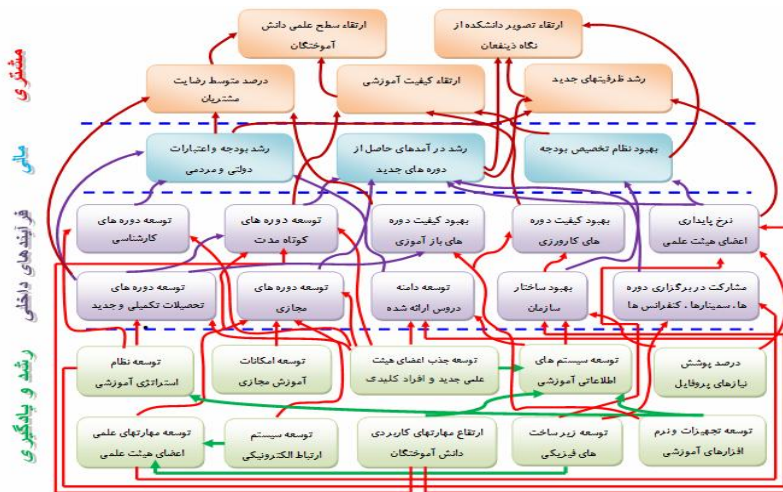 مشتری
ارتقاء تصویر دانشکده از
نگاه ذینفعان
ارتقاء سطح علمی دانش
آموختگان
رشد ظرفیتهای جدید
ارتقاء کیفیت آموزشی
درصد متوسط رضایت
مشتریان
مالی
بهبود نظام تخصیص بودجه
رشد در آمدهای حاصل از
دوره های جدید
رشد بودجه و اعتبارات
دولتی و مردمی
فرآیندهای داخلی
نرخ پایداری
اعضای هیئت علمی
بهبود کیفیت دوره
های کارورزی
بهبود کیفیت دوره
های باز آموزی
توسعه دوره های
کوتاه مدت
توسعه دوره های
کارشناسی
مشارکت در برگزاری دوره
ها ، سمینارها ، کنفرانس ها
بهبود ساختار
سازمان
توسعه دامنه
دروس ارائه شده
توسعه دوره های
مجازی
توسعه دوره های
تحصیلات تکمیلی و جدید
رشد و یادگیری
درصد پوشش
نیازهای پروفایل
توسعه سیستم های
اطلاعاتی آموزشی
توسعه جذب اعضای هیئت
علمی جدید و افراد کلیدی
توسعه امکانات
آموزش مجازی
توسعه نظام
استراتژی آموزشی
توسعه تجهیزات و نرم
افزارهای آموزشی
توسعه زیر ساخت
های فیزیکی
ارتقاع مهارتهای کاربردی
دانش آموختگان
توسعه سیستم
ارتباط الکترونیکی
توسعه مهارتهای علمی
اعضای هیئت علمی